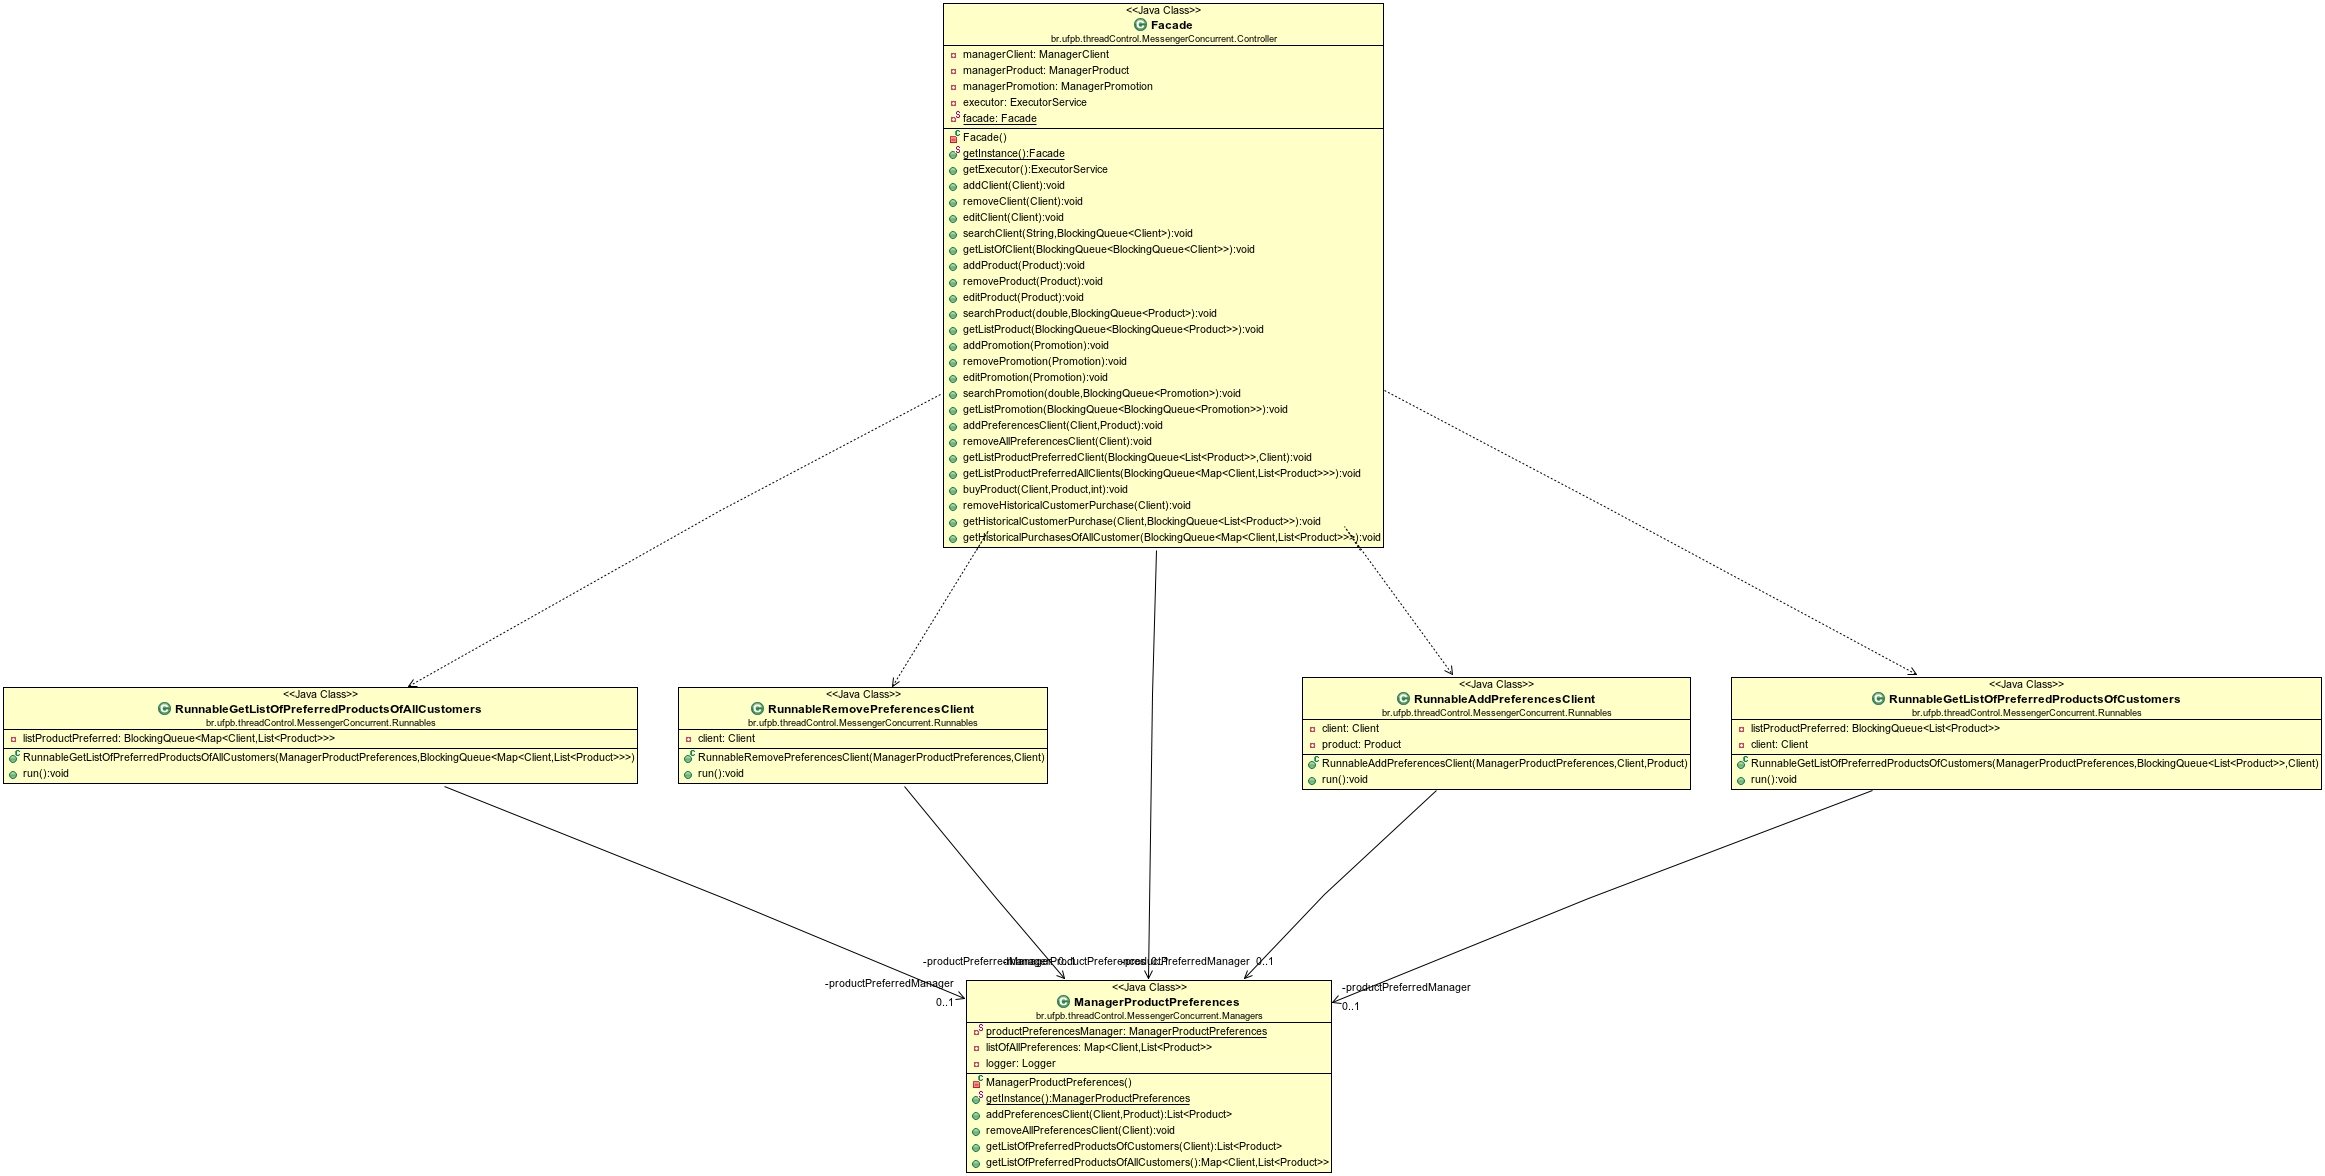 <<Java Class>>
Facade
br.ufpb.threadControl.MessengerConcurrent.Controller
managerClient: ManagerClient
managerProduct: ManagerProduct
managerPromotion: ManagerPromotion
executor: ExecutorService
facade: Facade
Facade()
getInstance():Facade
getExecutor():ExecutorService
addClient(Client):void
removeClient(Client):void
editClient(Client):void
searchClient(String,BlockingQueue<Client>):void
getListOfClient(BlockingQueue<BlockingQueue<Client>>):void
addProduct(Product):void
removeProduct(Product):void
editProduct(Product):void
searchProduct(double,BlockingQueue<Product>):void
getListProduct(BlockingQueue<BlockingQueue<Product>>):void
addPromotion(Promotion):void
removePromotion(Promotion):void
editPromotion(Promotion):void
searchPromotion(double,BlockingQueue<Promotion>):void
getListPromotion(BlockingQueue<BlockingQueue<Promotion>>):void
addPreferencesClient(Client,Product):void
removeAllPreferencesClient(Client):void
getListProductPreferredClient(BlockingQueue<List<Product>>,Client):void
getListProductPreferredAllClients(BlockingQueue<Map<Client,List<Product>>>):void
buyProduct(Client,Product,int):void
removeHistoricalCustomerPurchase(Client):void
getHistoricalCustomerPurchase(Client,BlockingQueue<List<Product>>):void
getHistoricalPurchasesOfAllCustomer(BlockingQueue<Map<Client,List<Product>>>):void
<<Java Class>>
RunnableGetListOfPreferredProductsOfAllCustomers
br.ufpb.threadControl.MessengerConcurrent.Runnables
listProductPreferred: BlockingQueue<Map<Client,List<Product>>>
RunnableGetListOfPreferredProductsOfAllCustomers(ManagerProductPreferences,BlockingQueue<Map<Client,List<Product>>>)
run():void
<<Java Class>>
RunnableRemovePreferencesClient
br.ufpb.threadControl.MessengerConcurrent.Runnables
client: Client
RunnableRemovePreferencesClient(ManagerProductPreferences,Client)
run():void
<<Java Class>>
RunnableAddPreferencesClient
br.ufpb.threadControl.MessengerConcurrent.Runnables
client: Client
product: Product
RunnableAddPreferencesClient(ManagerProductPreferences,Client,Product)
run():void
<<Java Class>>
RunnableGetListOfPreferredProductsOfCustomers
br.ufpb.threadControl.MessengerConcurrent.Runnables
listProductPreferred: BlockingQueue<List<Product>>
client: Client
RunnableGetListOfPreferredProductsOfCustomers(ManagerProductPreferences,BlockingQueue<List<Product>>,Client)
run():void
-productPreferredManager 0..1
0..1
-productPreferredManager 0..1
-productPreferredManager
0..1
-productPreferredManager
0..1
<<Java Class>>
ManagerProductPreferences
br.ufpb.threadControl.MessengerConcurrent.Managers
productPreferencesManager: ManagerProductPreferences
listOfAllPreferences: Map<Client,List<Product>>
logger: Logger
ManagerProductPreferences()
getInstance():ManagerProductPreferences
addPreferencesClient(Client,Product):List<Product>
removeAllPreferencesClient(Client):void
getListOfPreferredProductsOfCustomers(Client):List<Product>
getListOfPreferredProductsOfAllCustomers():Map<Client,List<Product>>